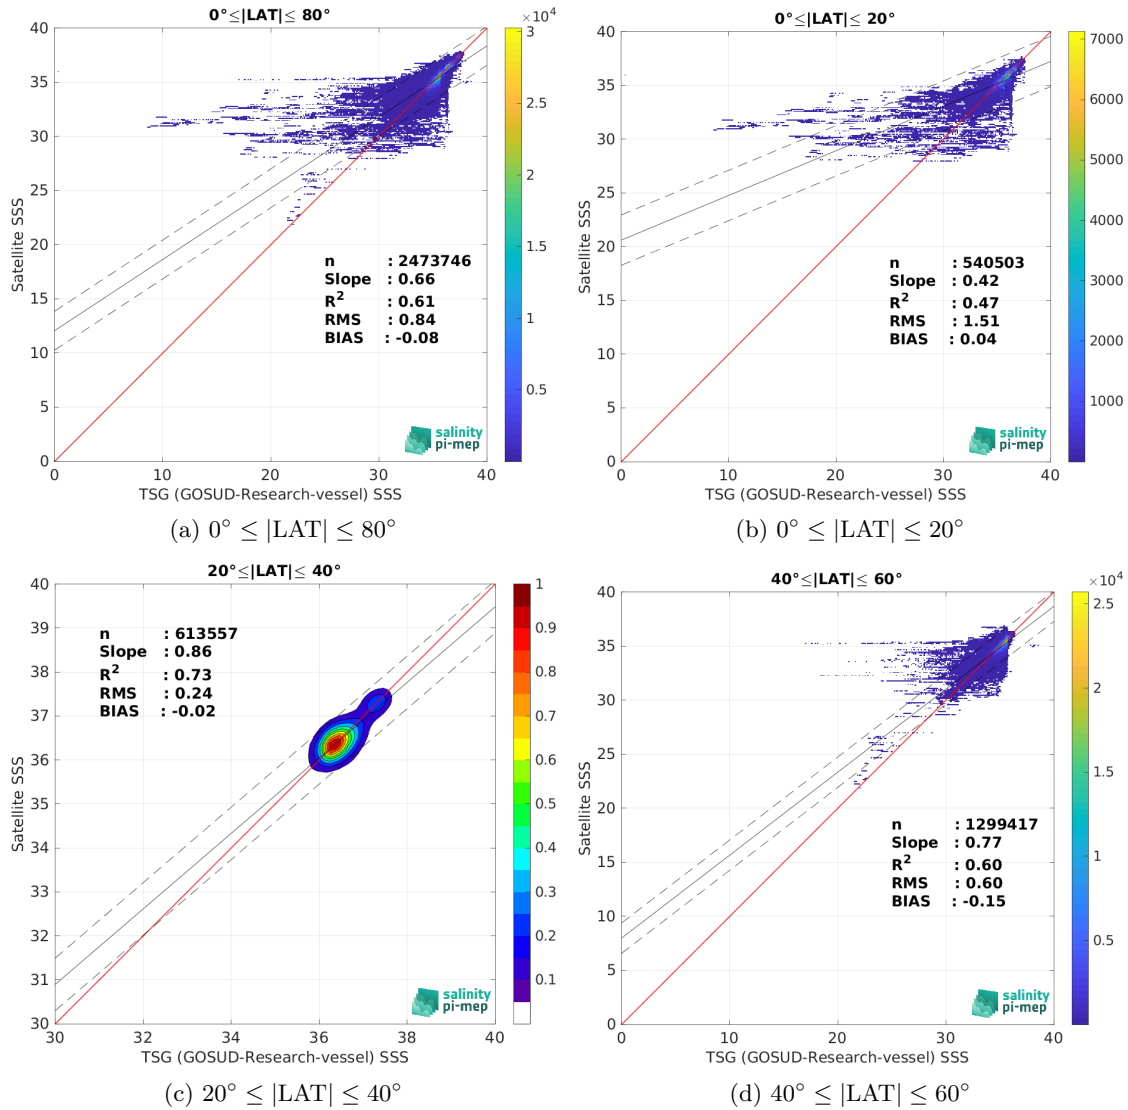 0°≤|LAT|≤ 80°
×10⁴
40
35
30
25
20
15
10
5
0
Satellite SSS
n : 2473746
Slope : 0.66
R² : 0.61
RMS : 0.84
BIAS : -0.08
salinity
pi-mep
0 10 20 30 40
TSG (GOSUD-Research-vessel) SSS
3
2.5
2
1.5
1
0.5
(a) 0° ≤ |LAT| ≤ 80°
0°≤|LAT|≤ 20°
40
35
30
25
20
15
10
5
0
Satellite SSS
n : 540503
Slope : 0.42
R² : 0.47
RMS : 1.51
BIAS : 0.04
salinity
pi-mep
0 10 20 30 40
TSG (GOSUD-Research-vessel) SSS
7000
6000
5000
4000
3000
2000
1000
(b) 0° ≤ |LAT| ≤ 20°
20°≤|LAT|≤ 40°
40
39
38
37
36
35
34
33
32
31
30
Satellite SSS
n : 613557
Slope : 0.86
R² : 0.73
RMS : 0.24
BIAS : -0.02
salinity
pi-mep
30 32 34 36 38 40
TSG (GOSUD-Research-vessel) SSS
1
0.9
0.8
0.7
0.6
0.5
0.4
0.3
0.2
0.1
(c) 20° ≤ |LAT| ≤ 40°
40°≤|LAT|≤ 60°
×10⁴
40
35
30
25
20
15
10
5
0
Satellite SSS
n : 1299417
Slope : 0.77
R² : 0.60
RMS : 0.60
BIAS : -0.15
salinity
pi-mep
0 10 20 30 40
TSG (GOSUD-Research-vessel) SSS
2.5
2
1.5
1
0.5
(d) 40° ≤ |LAT| ≤ 60°